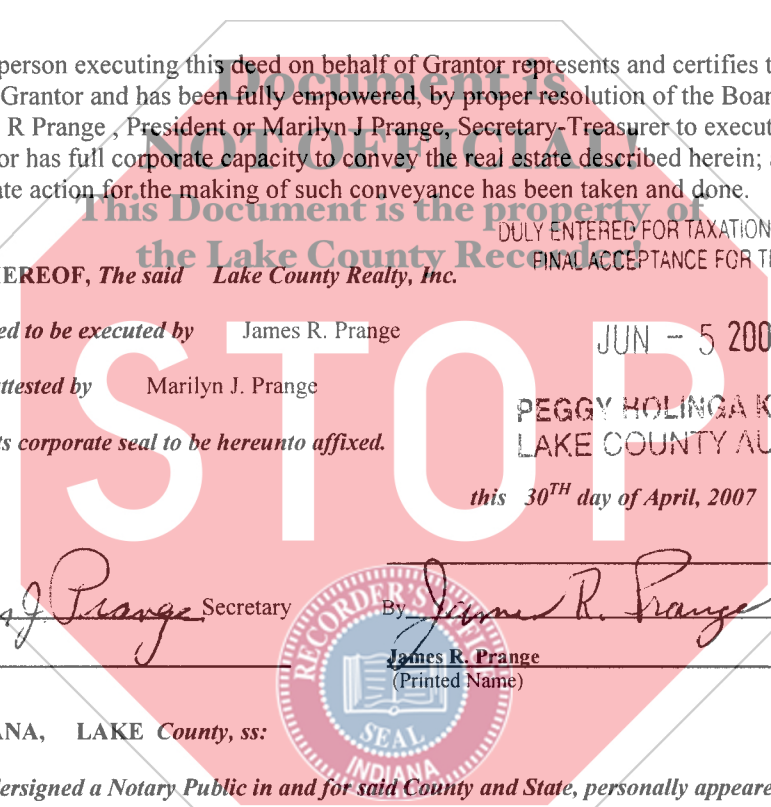 person executing this deed on behalf of Grantor represents and certifies t
Document is
Grantor and has been fully empowered, by proper resolution of the Boar
R Prange , President or Marilyn J Prange, Secretary-Treasurer to execut
NOT OFFICIAL!
or has full corporate capacity to convey the real estate described herein;
ate action for the making of such conveyance has been taken and done.
This Document is the property of
DULY ENTERED FOR TAXATION
the Lake County Recorder!
FINAL ACCEPTANCE FOR T
EREOF, The said Lake County Realty, Inc.
ed to be executed by James R. Prange
JUN - 5 200
STOP
ttested by Marilyn J. Prange
PEGGY HOLINGA K
ts corporate seal to be hereunto affixed.
LAKE COUNTY AU
this 30TH day of April, 2007
J Prange Secretary
By James R. Prange
James R. Prange
(Printed Name)
RECORDER'S OFFICE
SEAL
INDIANA
ANA, LAKE County, ss:
dersigned a Notary Public in and for said County and State, personally appeare